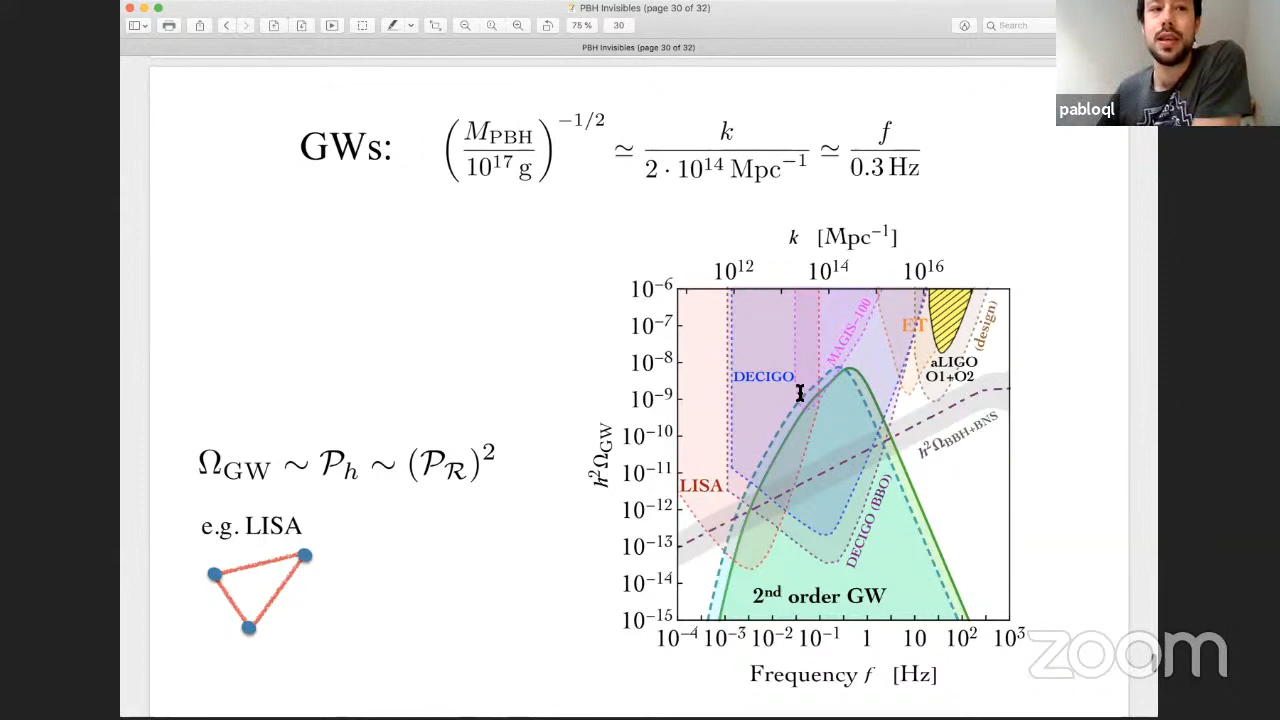 PBH Invisibles (page 30 of 32)
75 %
30
Search
PBH Invisibles (page 30 of 32)
pabloql
GWs: (M_PBH / 10^17 g)^−1/2 ≃ k / 2 · 10^14 Mpc^−1 ≃ f / 0.3 Hz
k [Mpc^−1]
10^12 10^14 10^16
10^−6
10^−7
10^−8
10^−9
10^−10
10^−11
10^−12
10^−13
10^−14
10^−15
h^2Ω_GW
MAGIS−100
ET
(design)
aLIGO
O1+O2
DECIGO
h^2Ω_BBH+BNS
LISA
DECIGO (BBO)
2nd order GW
10^−4 10^−3 10^−2 10^−1 1 10 10^2 10^3
Frequency f [Hz]
Ω_GW ∼ P_h ∼ (P_R)^2
e.g. LISA
zoom